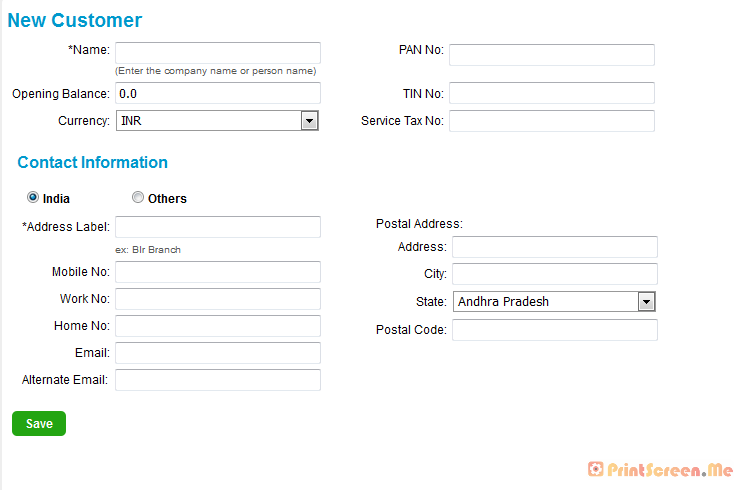 New Customer
*Name:
PAN No:
(Enter the company name or person name)
Opening Balance: 0.0
TIN No:
Currency: INR
Service Tax No:
Contact Information
India
Others
*Address Label:
Postal Address:
ex: Blr Branch
Address:
Mobile No:
City:
Work No:
State: Andhra Pradesh
Home No:
Postal Code:
Email:
Alternate Email:
Save
PrintScreen.Me